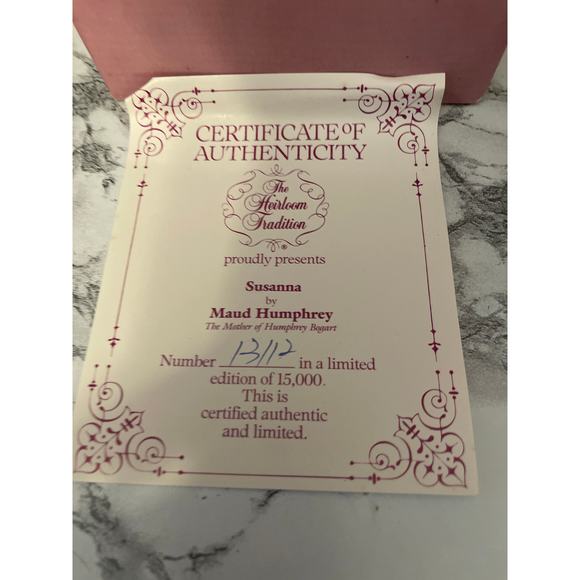 CERTIFICATE OF
AUTHENTICITY
The
Heirloom
Tradition
®
proudly presents
Susanna
by
Maud Humphrey
The Mother of Humphrey Bogart
Number 13112 in a limited
edition of 15,000.
This is
certified authentic
and limited.